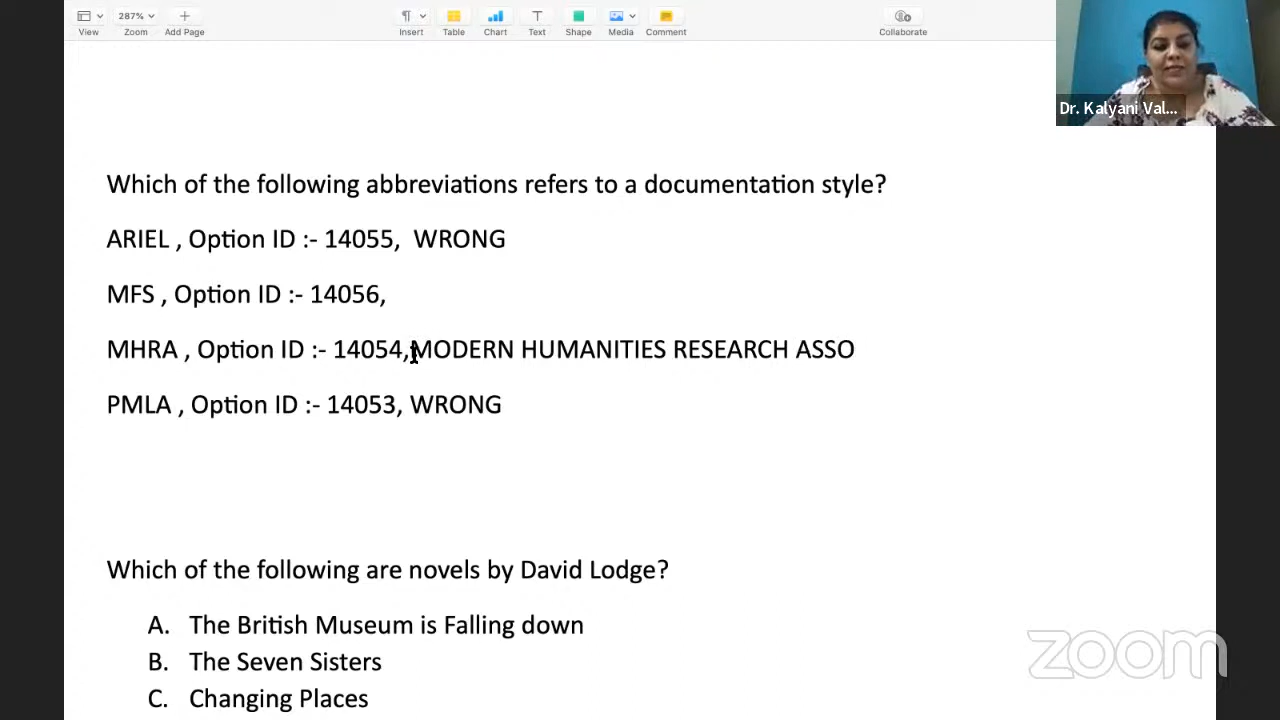 View
287%
Zoom
Add Page
Insert
Table
Chart
Text
Shape
Media
Comment
Collaborate
Dr. Kalyani Val...
Which of the following abbreviations refers to a documentation style?
ARIEL , Option ID :- 14055,  WRONG
MFS , Option ID :- 14056,
MHRA , Option ID :- 14054,MODERN HUMANITIES RESEARCH ASSO
PMLA , Option ID :- 14053, WRONG
Which of the following are novels by David Lodge?
A. The British Museum is Falling down
B. The Seven Sisters
C. Changing Places
zoom